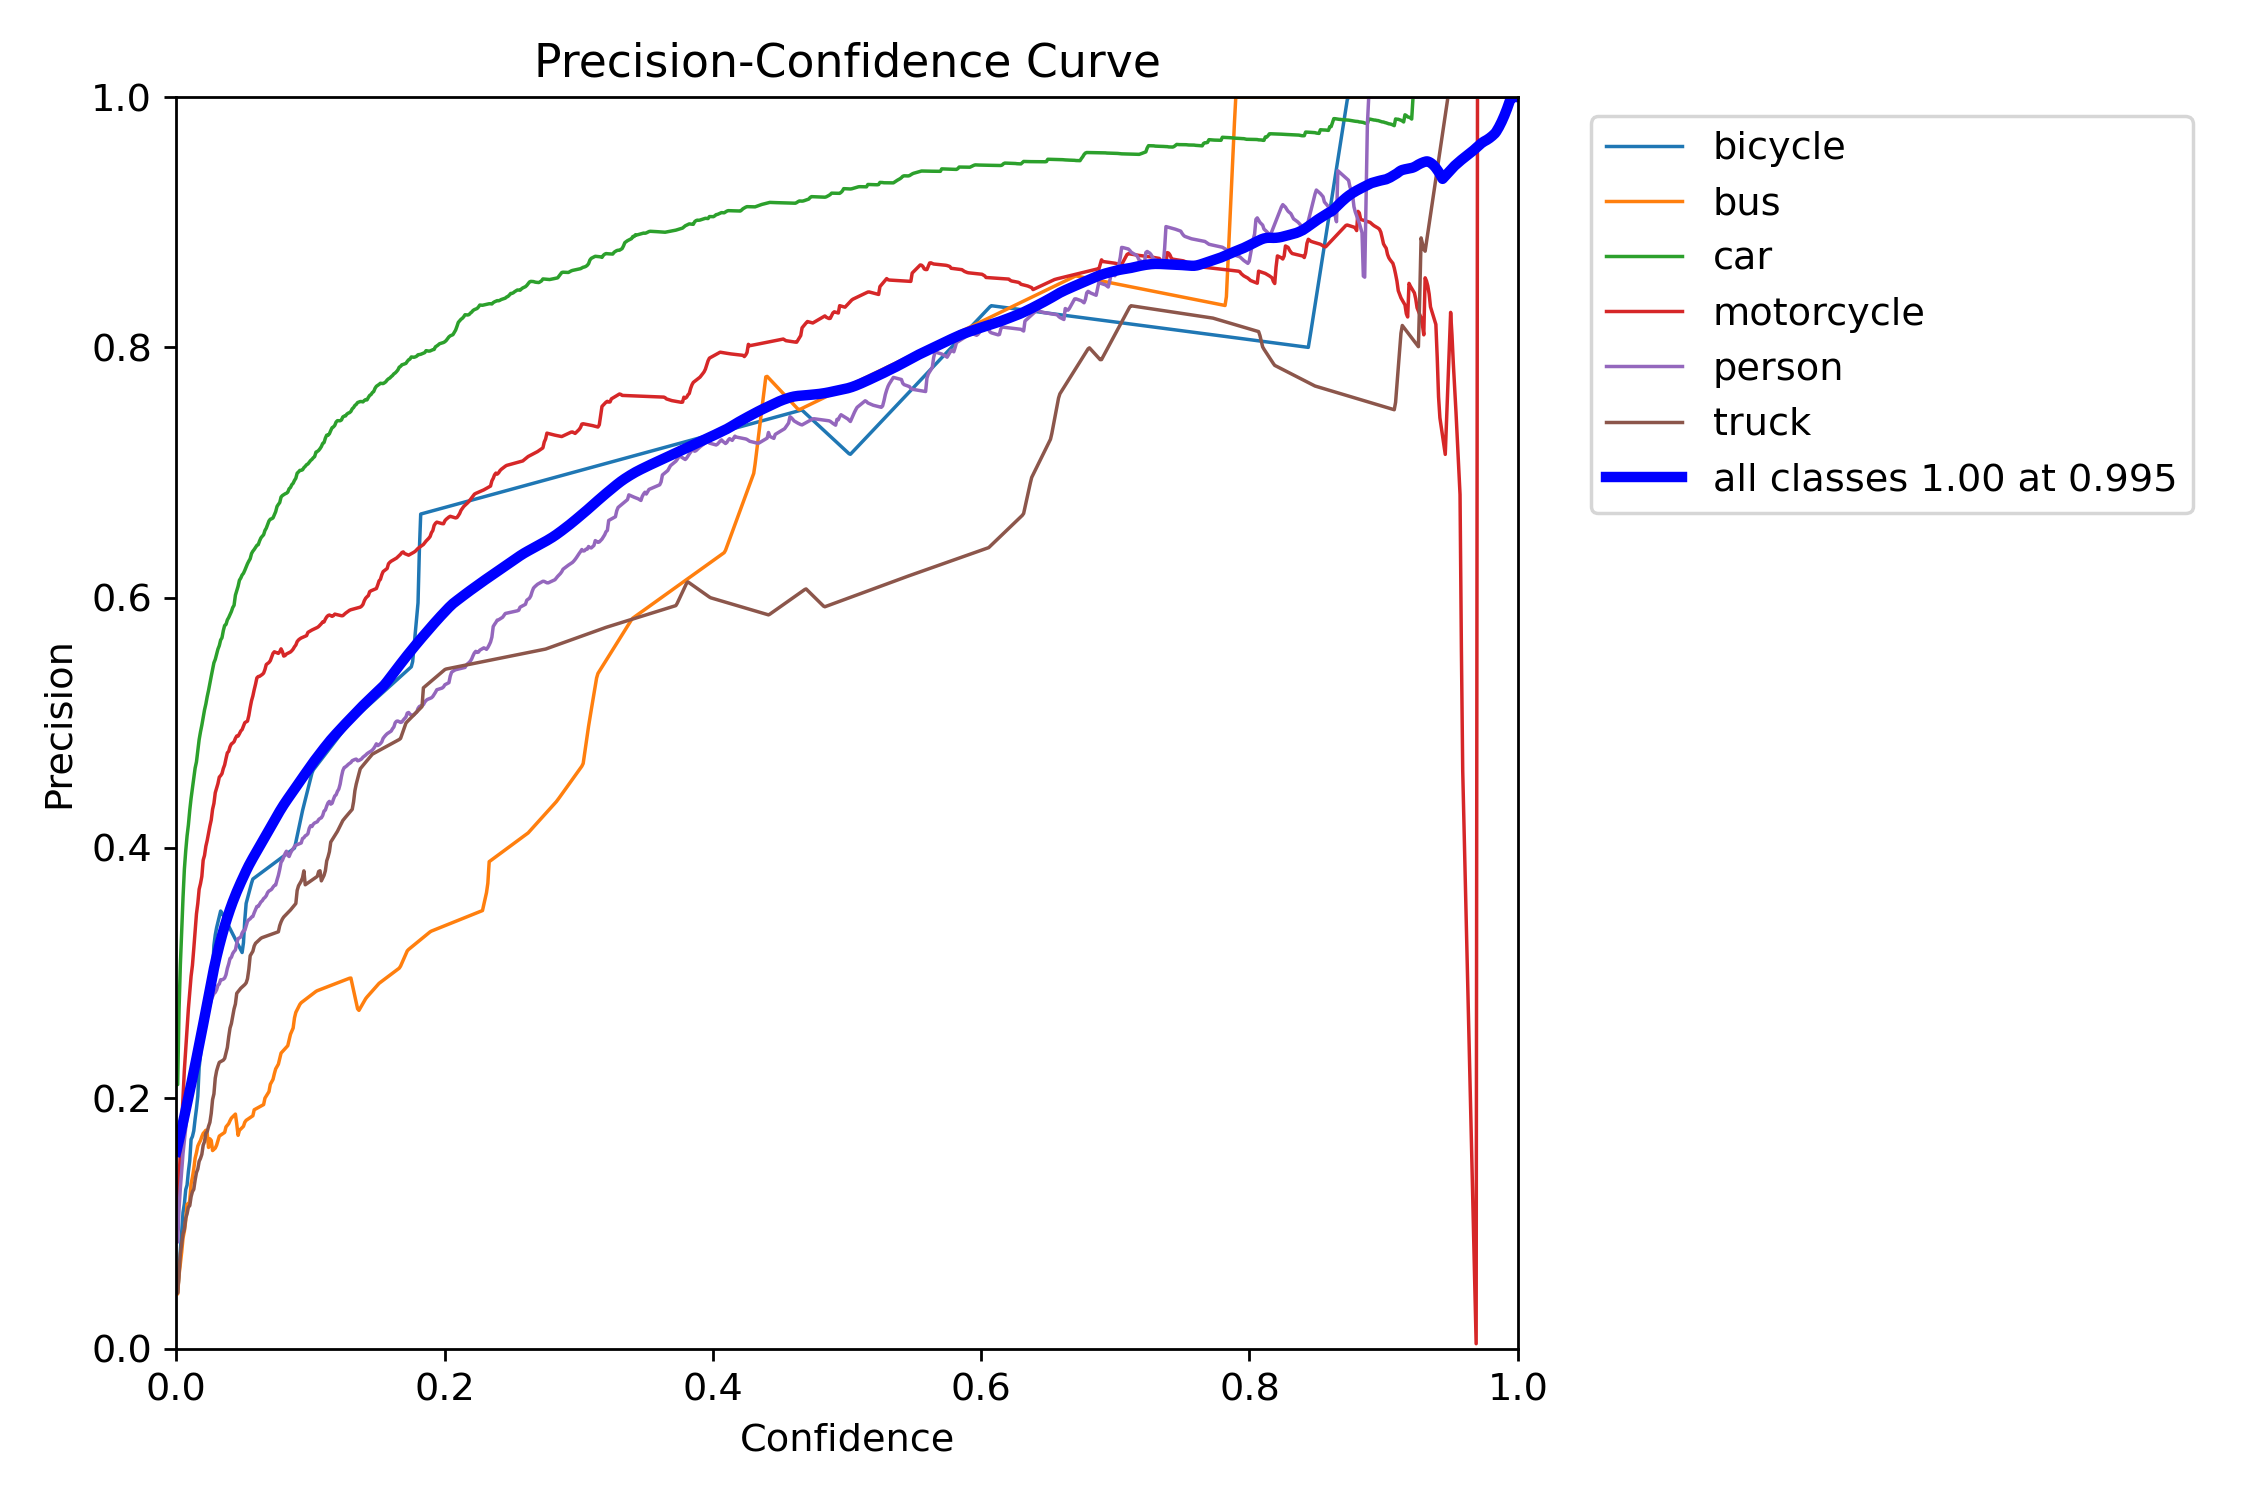 Precision-Confidence Curve
1.0
0.8
0.6
0.4
0.2
0.0
Precision
0.0 0.2 0.4 0.6 0.8 1.0
Confidence
bicycle
bus
car
motorcycle
person
truck
all classes 1.00 at 0.995